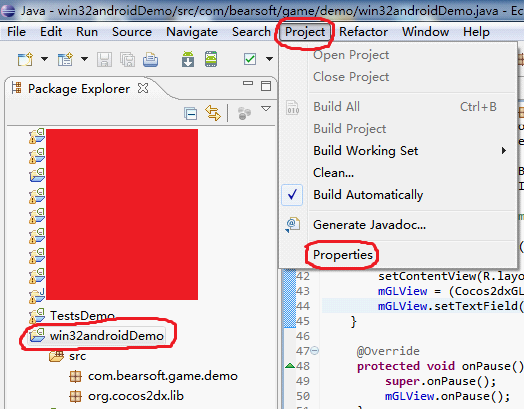 Java - win32androidDemo/src/com/bearsoft/game/demo/win32androidDemo.java - Ec
File Edit Run Source Navigate Search Project Refactor Window Help
Package Explorer
TestsDemo
win32androidDemo
src
com.bearsoft.game.demo
org.cocos2dx.lib
Open Project
Close Project
Build All Ctrl+B
Build Project
Build Working Set
Clean...
Build Automatically
Generate Javadoc...
Properties
42 setContentView(R.layo
43 mGLView = (Cocos2dxGL
44 mGLView.setTextField(
45 }
46
47 @Override
48 protected void onPause()
49 super.onPause();
50 mGLView.onPause();
51 }